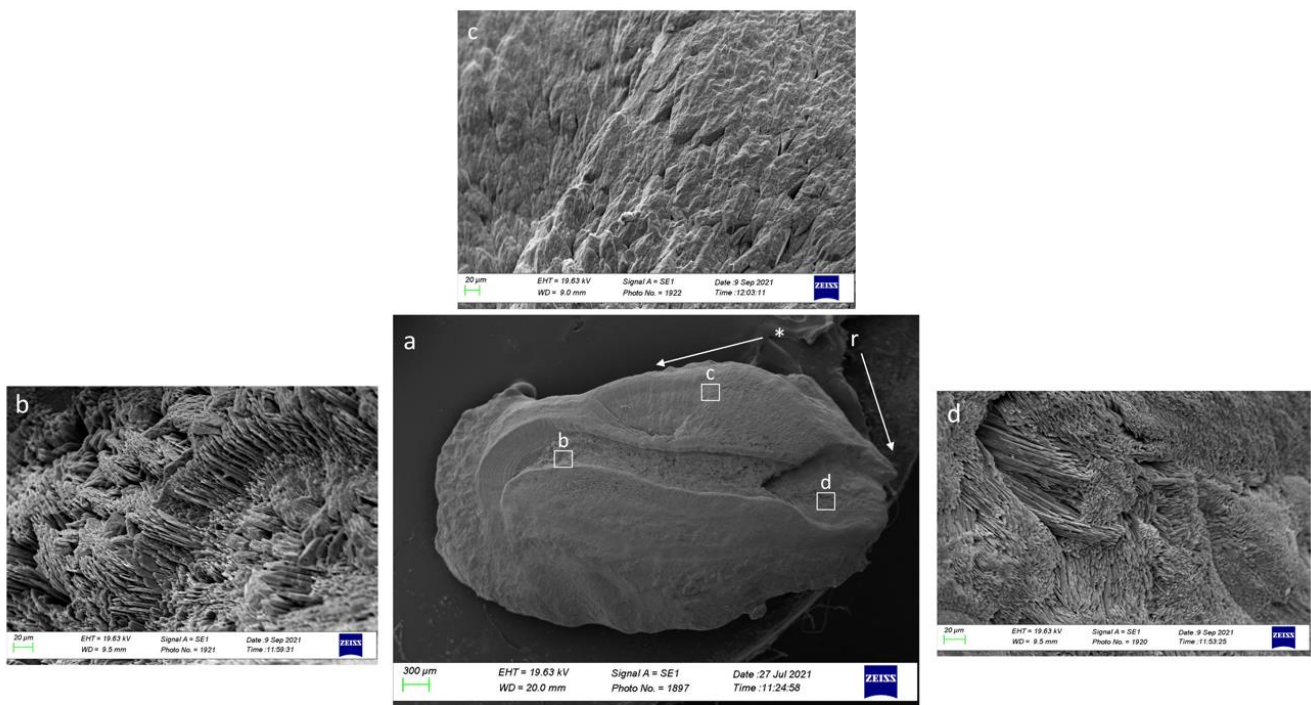 c
20 µm
EHT = 19.63 kV Signal A = SE1 Date :9 Sep 2021
WD = 9.0 mm Photo No. = 1922 Time :12:03:11
ZEISS
a
*
r
c
b
d
300 µm
EHT = 19.63 kV Signal A = SE1 Date :27 Jul 2021
WD = 20.0 mm Photo No. = 1897 Time :11:24:58
ZEISS
b
20 µm
EHT = 19.63 kV Signal A = SE1 Date :9 Sep 2021
WD = 9.5 mm Photo No. = 1921 Time :11:59:31
ZEISS
d
20 µm
EHT = 19.63 kV Signal A = SE1 Date :9 Sep 2021
WD = 9.5 mm Photo No. = 1920 Time :11:53:25
ZEISS